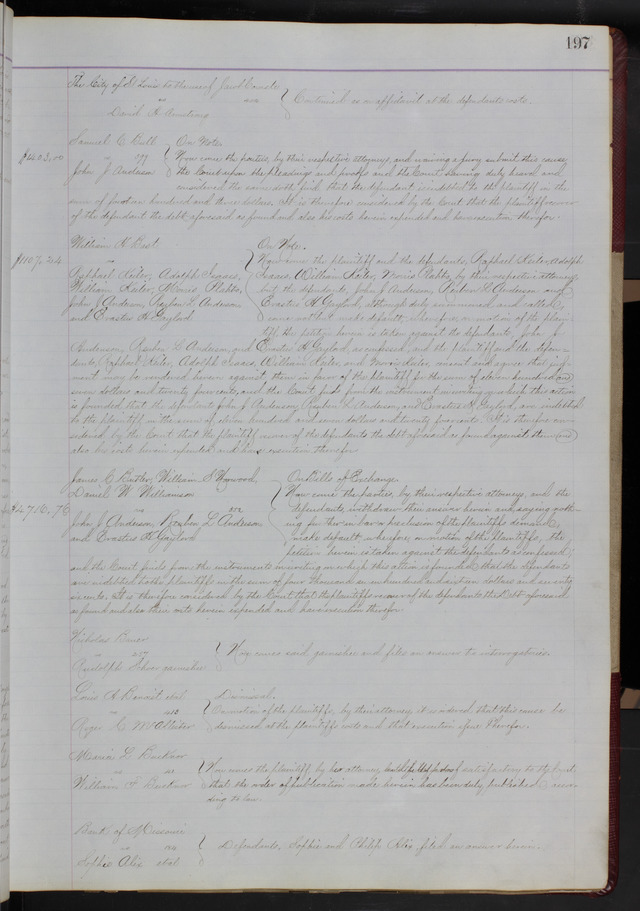 197
The City of St Louis to the use of
vs
David H. Armstrong
Continued on affidavit at the defendants costs.
Samuel C. Bull
vs
John J Anderson
$1403.00
On Note
Now come the parties, by their respective attorneys, and waiving a jury submit this cause
to the Court upon the pleadings and proofs and the Court having duly heard and
considered the same doth find that the defendant is indebted to the plaintiff in the
sum of fourteen hundred and three dollars. It is therefore considered by the Court that the plaintiff recover
of the defendant the debt aforesaid as found and also his costs herein expended and have execution therefor.
William H. Best
vs
Raphael Keiler, Adolph Isaacs,
William Keiler, Morris
John J Anderson, Reuben L Anderson
and Erastus H Gaylord
$1107.24
On Note.
Now come the plaintiff and the defendants, Raphael Keiler, Adolph
Isaacs, William Keiler, Morris by their respective attorneys,
but the defendants, John J Anderson, Reuben L Anderson and
Erastus H Gaylord, although duly summoned and called,
came not but make default, wherefore, on motion of the plain-
tiff, the petition herein is taken against the defendants, John J.
Anderson, Reuben L Anderson, and Erastus H Gaylord, as confessed, and the plaintiff and the defen-
dants, Raphael Keiler, Adolph Isaacs, William Keiler, and Morris consent and agree that judg-
ment may be rendered herein against them in favor of the plaintiff for the sum of eleven hundred and
seven dollars and twenty four cents, and the Court finds from the instrument in writing on which this action
is founded that the defendants John J Anderson, Reuben L Anderson, and Erastus H Gaylord, are indebted
to the plaintiff in the sum of eleven hundred and seven dollars and twenty four cents. It is therefore con-
sidered by the Court that the plaintiff recover of the defendants the debt aforesaid as found against them and
also his costs herein expended and have execution therefor.
James C Butler, William S Haywood,
Daniel W Williamson
vs
John J Anderson, Reuben L Anderson
and Erastus H Gaylord
$4716.76
On Bills of Exchange.
Now come the parties, by their respective attorneys, and the
defendants, withdraw their answer herein and saying noth-
ing further in bar or preclusion of the plaintiffs demand,
make default, wherefore, on motion of the plaintiffs, the
petition herein is taken against the defendants as confessed;
and the Court finds from the instruments in writing on which this action is founded that the defendants
are indebted to the plaintiffs in the sum of four thousand seven hundred and sixteen dollars and seventy
six cents. It is therefore considered by the Court that the plaintiffs recover of the defendants the debt aforesaid
as found and also their costs herein expended and have execution therefor.
Nicholas
vs
Rudolph garnishee
Now comes said garnishee and files an answer to interrogatories.
Louis A Benoist et al
vs
Roger C McAllister
Dismissal.
On motion of the plaintiffs, by their attorney, it is ordered that this cause be
dismissed at the plaintiffs costs and that execution issue therefor.
Maria L Buckner
vs
William F Buckner
Now comes the plaintiff, by her attorney, satisfactory to the Court,
that the order of publication made herein has been duly published accor-
ding to law.
Bank of Missouri
vs
Sophie et al
Defendants, Sophie and Philip filed an answer herein.